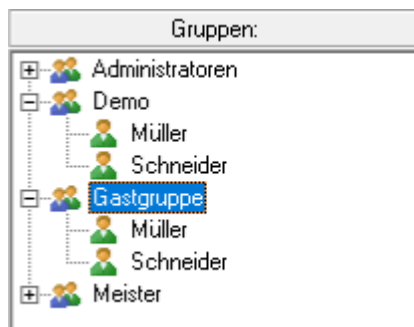 Gruppen:
Administratoren
Demo
Müller
Schneider
Gastgruppe
Müller
Schneider
Meister